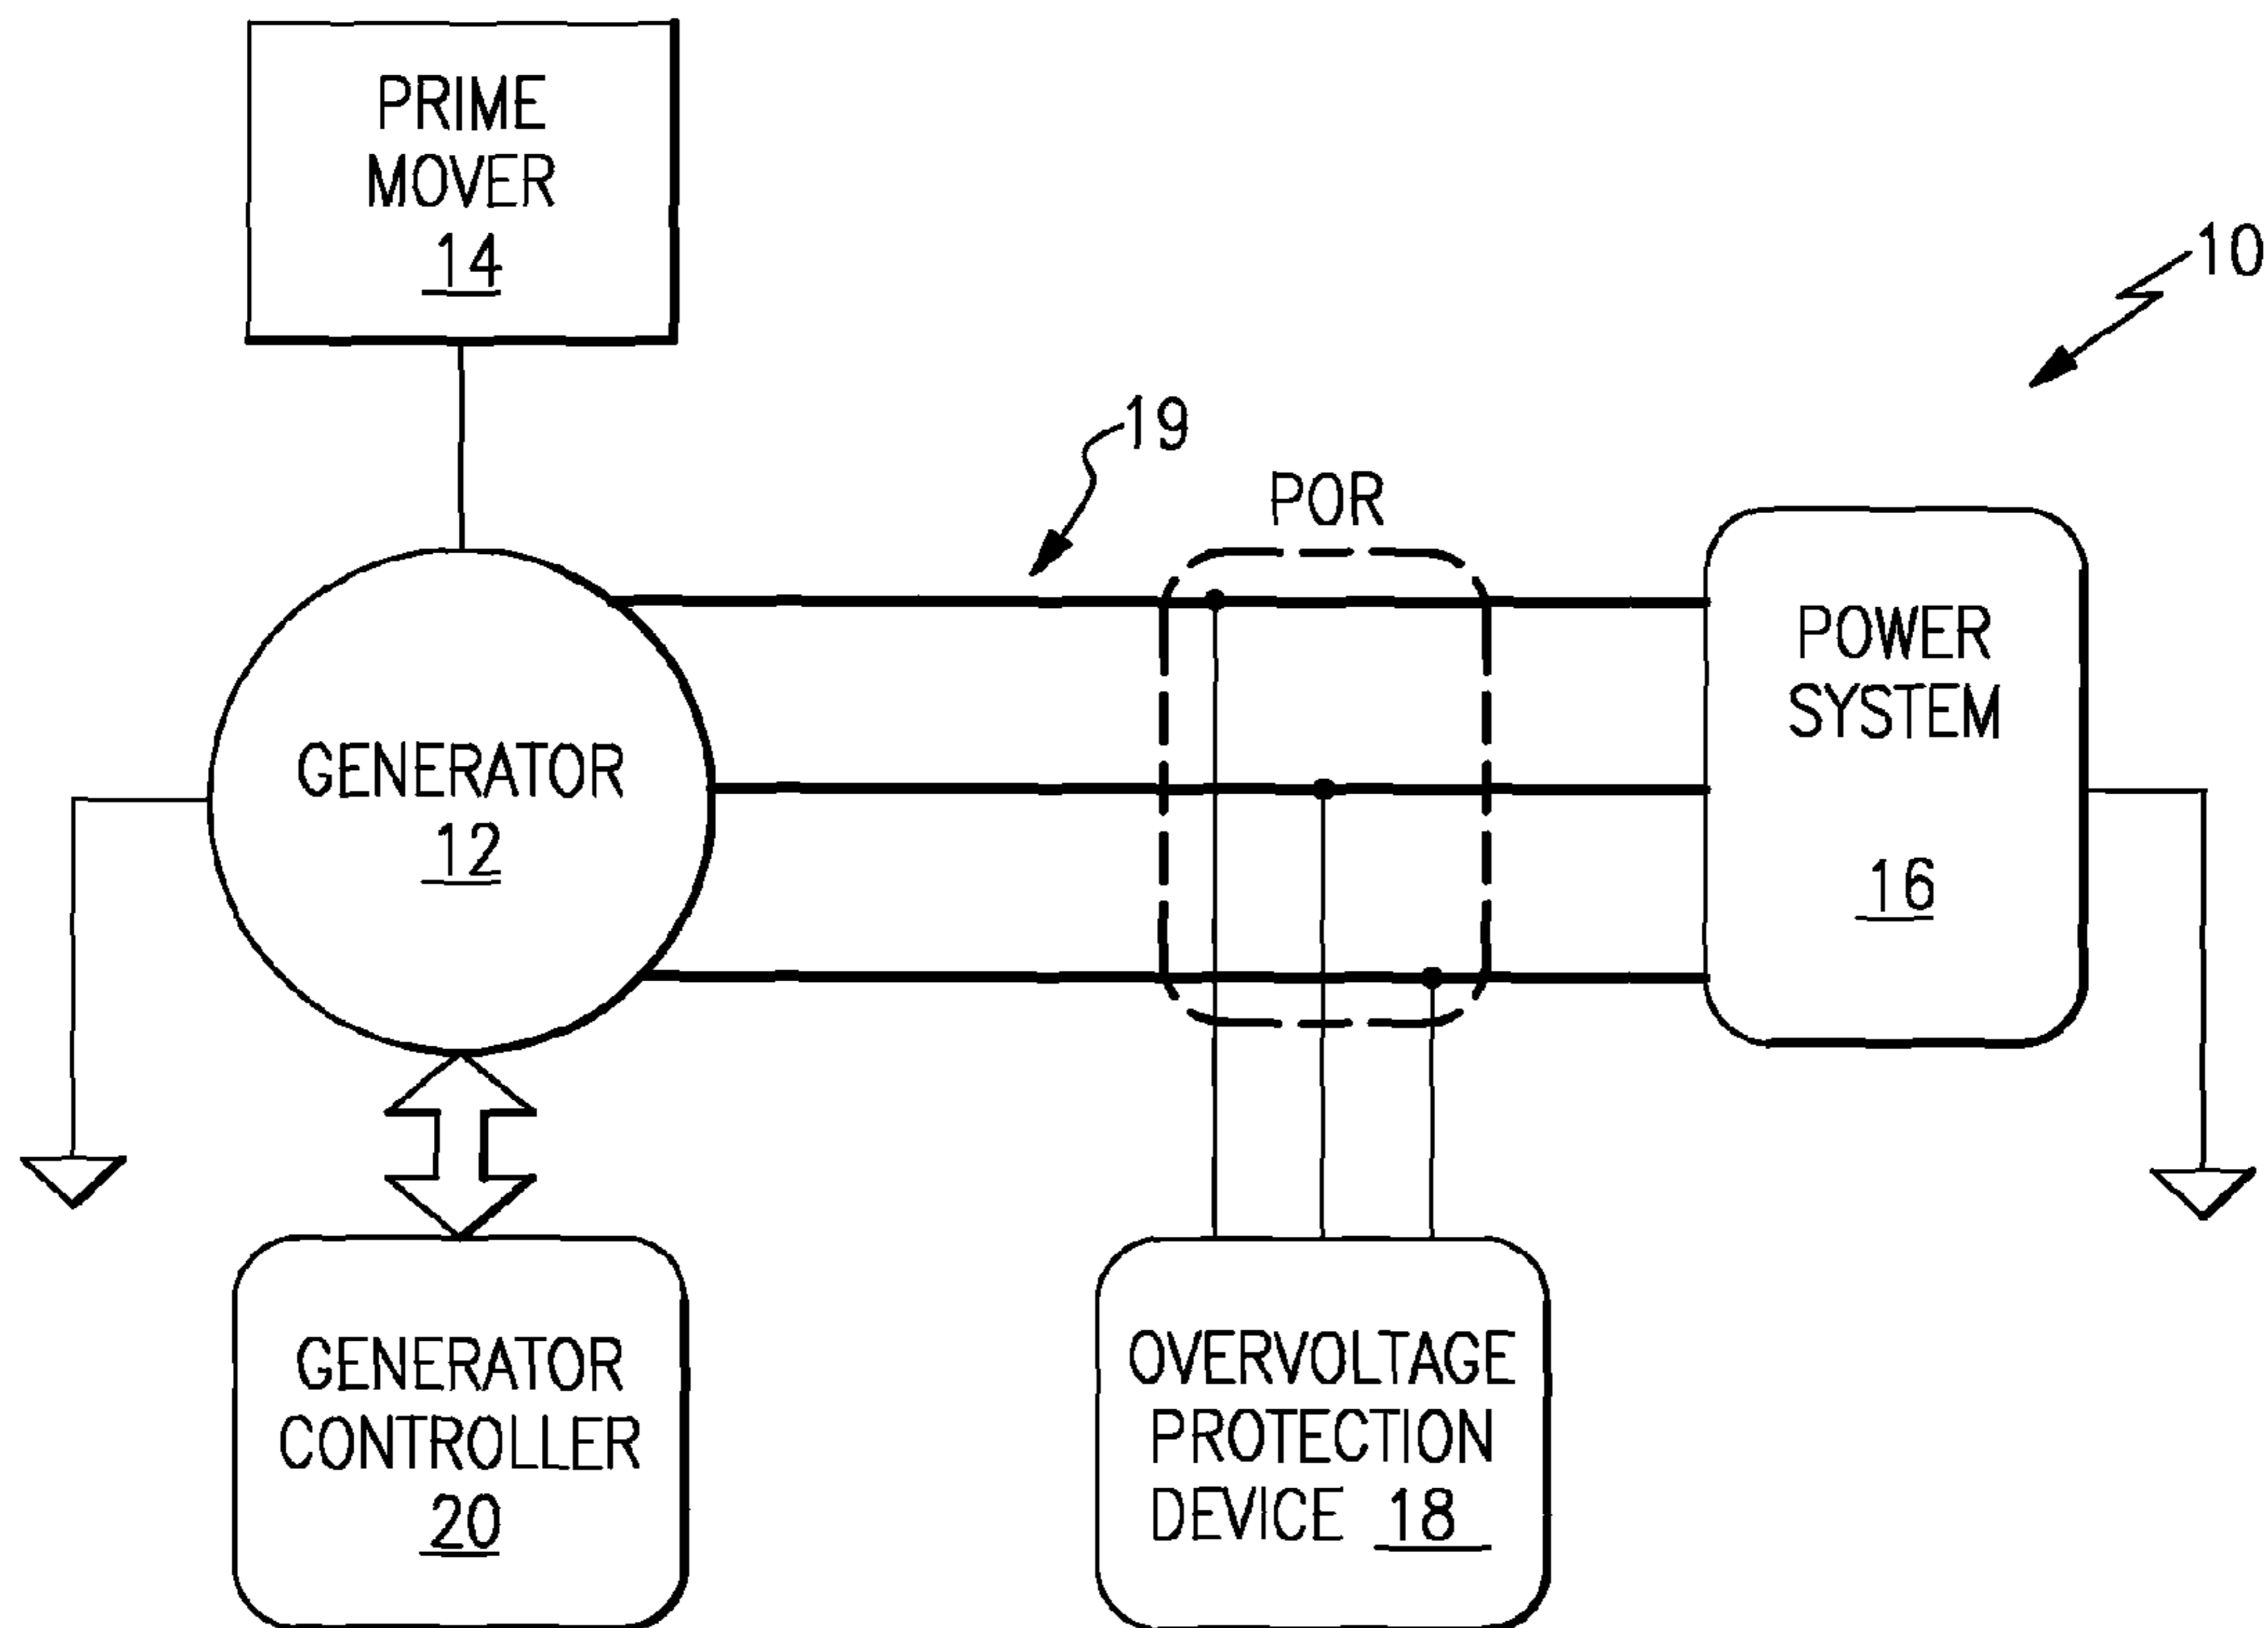 PRIME
MOVER
14
10
19
POR
POWER
SYSTEM
16
GENERATOR
12
GENERATOR
CONTROLLER
20
OVERVOLTAGE
PROTECTION
DEVICE 18